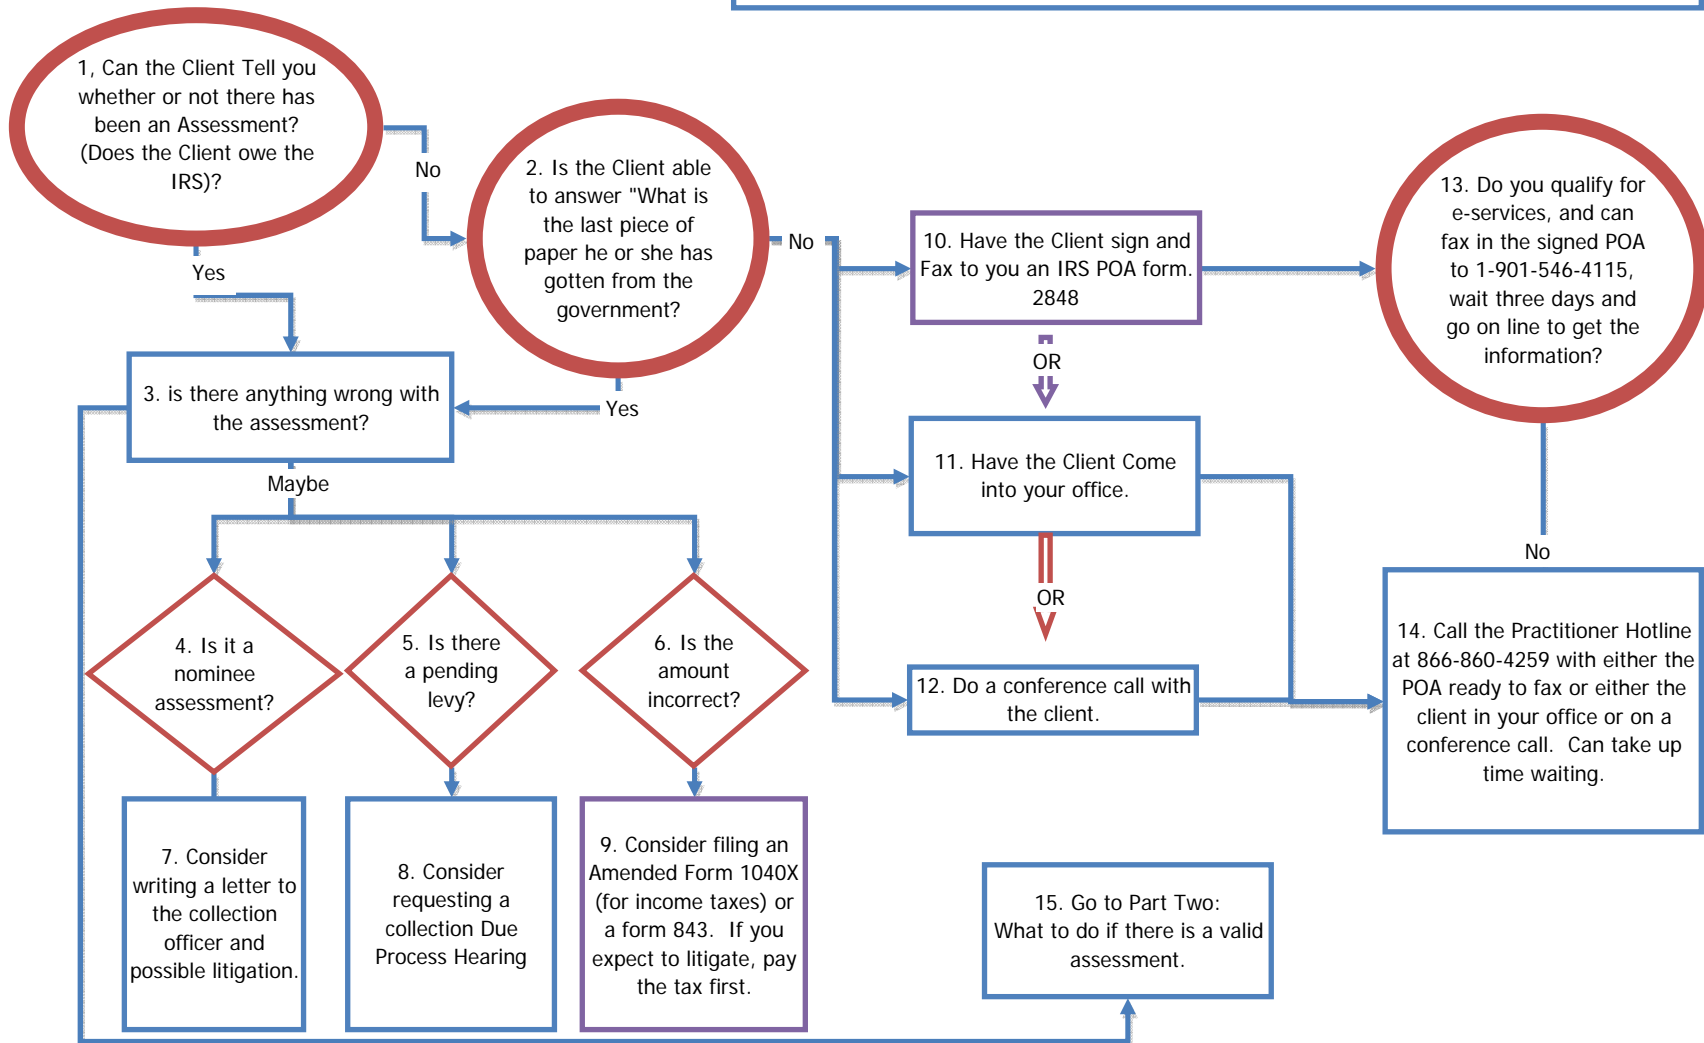 1, Can the Client Tell you
whether or not there has
been an Assessment?
(Does the Client owe the
IRS)?
No
Yes
2. Is the Client able
to answer "What is
the last piece of
paper he or she has
gotten from the
government?
No
Yes
3. is there anything wrong with
the assessment?
Maybe
4. Is it a
nominee
assessment?
5. Is there
a pending
levy?
6. Is the
amount
incorrect?
7. Consider
writing a letter to
the collection
officer and
possible litigation.
8. Consider
requesting a
collection Due
Process Hearing
9. Consider filing an
Amended Form 1040X
(for income taxes) or
a form 843. If you
expect to litigate, pay
the tax first.
10. Have the Client sign and
Fax to you an IRS POA form.
2848
OR
11. Have the Client Come
into your office.
OR
12. Do a conference call with
the client.
13. Do you qualify for
e-services, and can
fax in the signed POA
to 1-901-546-4115,
wait three days and
go on line to get the
information?
No
14. Call the Practitioner Hotline
at 866-860-4259 with either the
POA ready to fax or either the
client in your office or on a
conference call. Can take up
time waiting.
15. Go to Part Two:
What to do if there is a valid
assessment.